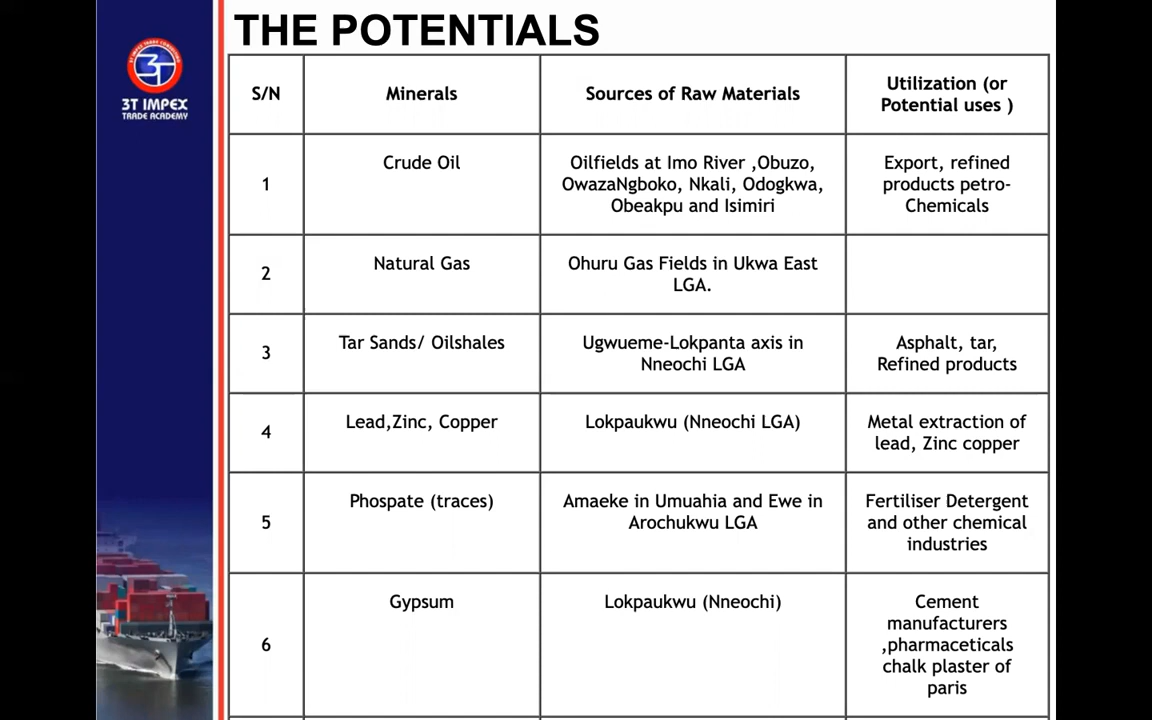 THE POTENTIALS
3T IMPEX
TRADE ACADEMY
S/N
Minerals
Sources of Raw Materials
Utilization (or
Potential uses )
1
Crude Oil
Oilfields at Imo River ,Obuzo,
OwazaNgboko, Nkali, Odogkwa,
Obeakpu and Isimiri
Export, refined
products petro-
Chemicals
2
Natural Gas
Ohuru Gas Fields in Ukwa East
LGA.
3
Tar Sands/ Oilshales
Ugwueme-Lokpanta axis in
Nneochi LGA
Asphalt, tar,
Refined products
4
Lead,Zinc, Copper
Lokpaukwu (Nneochi LGA)
Metal extraction of
lead, Zinc copper
5
Phospate (traces)
Amaeke in Umuahia and Ewe in
Arochukwu LGA
Fertiliser Detergent
and other chemical
industries
6
Gypsum
Lokpaukwu (Nneochi)
Cement
manufacturers
,pharmaceticals
chalk plaster of
paris